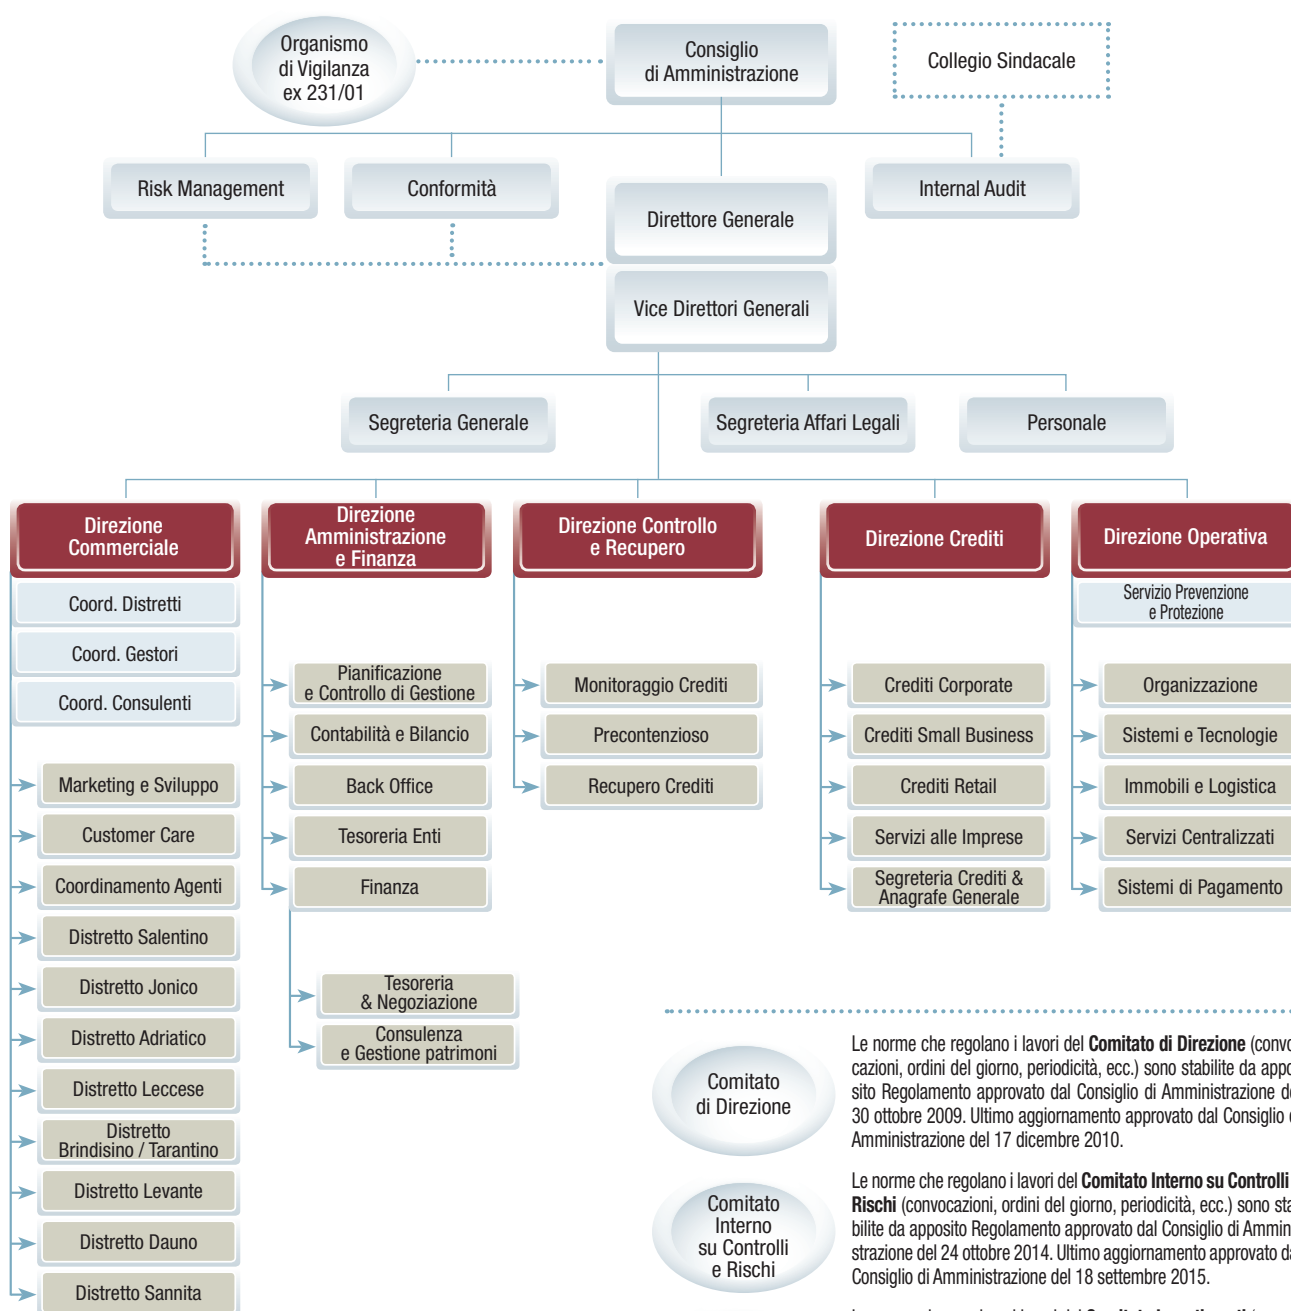 Organismo
di Vigilanza
ex 231/01
Consiglio
di Amministrazione
Collegio Sindacale
Risk Management
Conformità
Direttore Generale
Internal Audit
Vice Direttori Generali
Segreteria Generale
Segreteria Affari Legali
Personale
Direzione
Commerciale
Coord. Distretti
Coord. Gestori
Coord. Consulenti
Marketing e Sviluppo
Customer Care
Coordinamento Agenti
Distretto Salentino
Distretto Jonico
Distretto Adriatico
Distretto Leccese
Distretto
Brindisino / Tarantino
Distretto Levante
Distretto Dauno
Distretto Sannita
Direzione
Amministrazione
e Finanza
Pianificazione
e Controllo di Gestione
Contabilità e Bilancio
Back Office
Tesoreria Enti
Finanza
Tesoreria
& Negoziazione
Consulenza
e Gestione patrimoni
Direzione Controllo
e Recupero
Monitoraggio Crediti
Precontenzioso
Recupero Crediti
Direzione Crediti
Crediti Corporate
Crediti Small Business
Crediti Retail
Servizi alle Imprese
Segreteria Crediti &
Anagrafe Generale
Direzione Operativa
Servizio Prevenzione
e Protezione
Organizzazione
Sistemi e Tecnologie
Immobili e Logistica
Servizi Centralizzati
Sistemi di Pagamento
Comitato
di Direzione
Le norme che regolano i lavori del Comitato di Direzione (convo
cazioni, ordini del giorno, periodicità, ecc.) sono stabilite da appo
sito Regolamento approvato dal Consiglio di Amministrazione de
30 ottobre 2009. Ultimo aggiornamento approvato dal Consiglio
Amministrazione del 17 dicembre 2010.
Comitato
Interno
su Controlli
e Rischi
Le norme che regolano i lavori del Comitato Interno su Controlli
Rischi (convocazioni, ordini del giorno, periodicità, ecc.) sono sta
bilite da apposito Regolamento approvato dal Consiglio di Ammin
strazione del 24 ottobre 2014. Ultimo aggiornamento approvato da
Consiglio di Amministrazione del 18 settembre 2015.